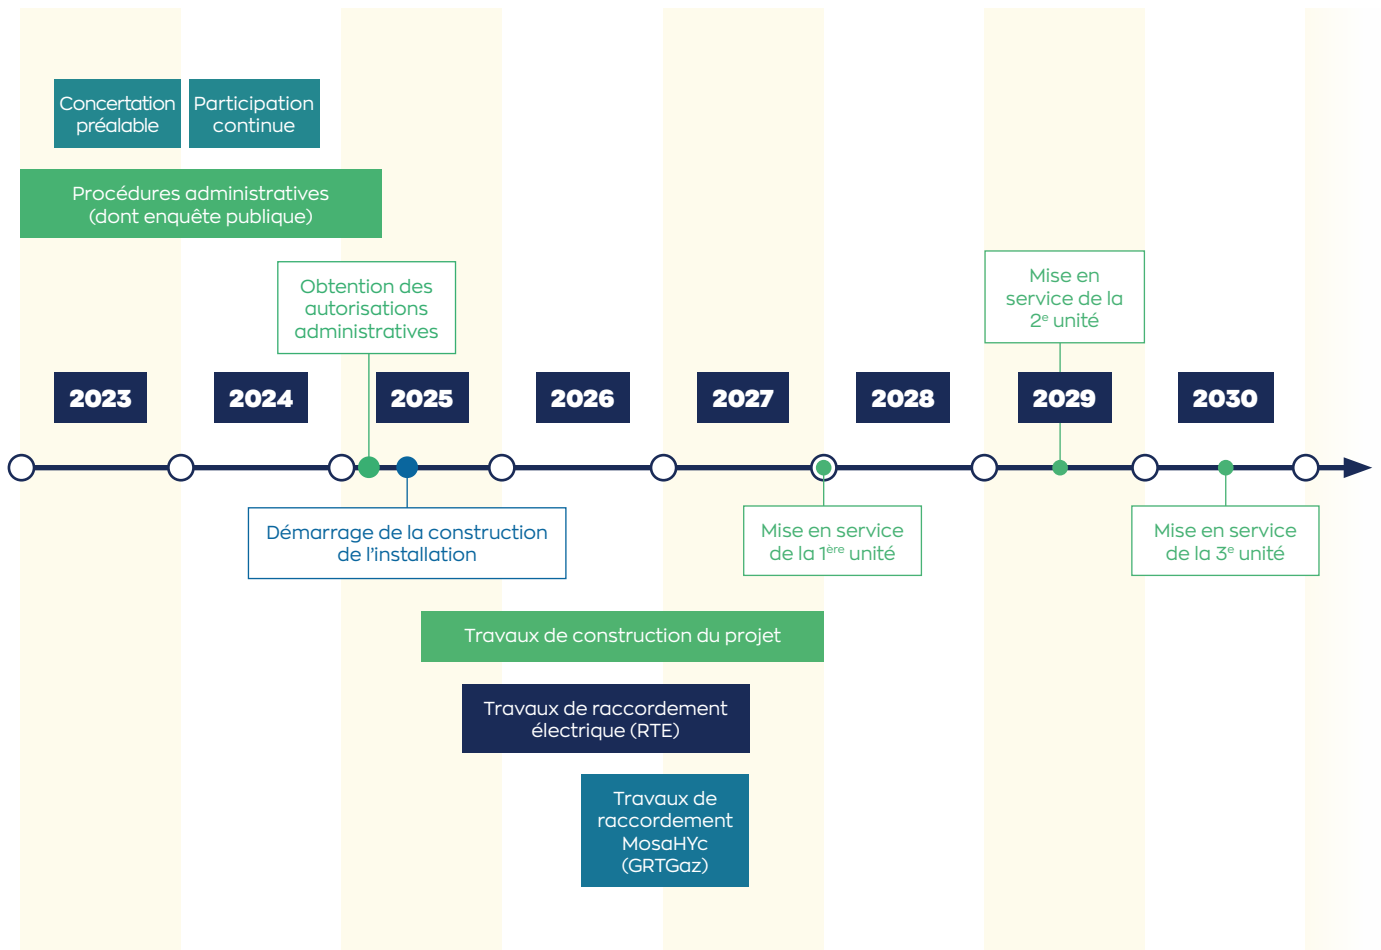 Concertation
préalable
Participation
continue
Procédures administratives
(dont enquête publique)
Obtention des
autorisations
administratives
Mise en
service de la
2e unité
2023
2024
2025
2026
2027
2028
2029
2030
Démarrage de la construction
de l'installation
Mise en service
de la 1ère unité
Mise en service
de la 3e unité
Travaux de construction du projet
Travaux de raccordement
électrique (RTE)
Travaux de
raccordement
MosaHYc
(GRTGaz)